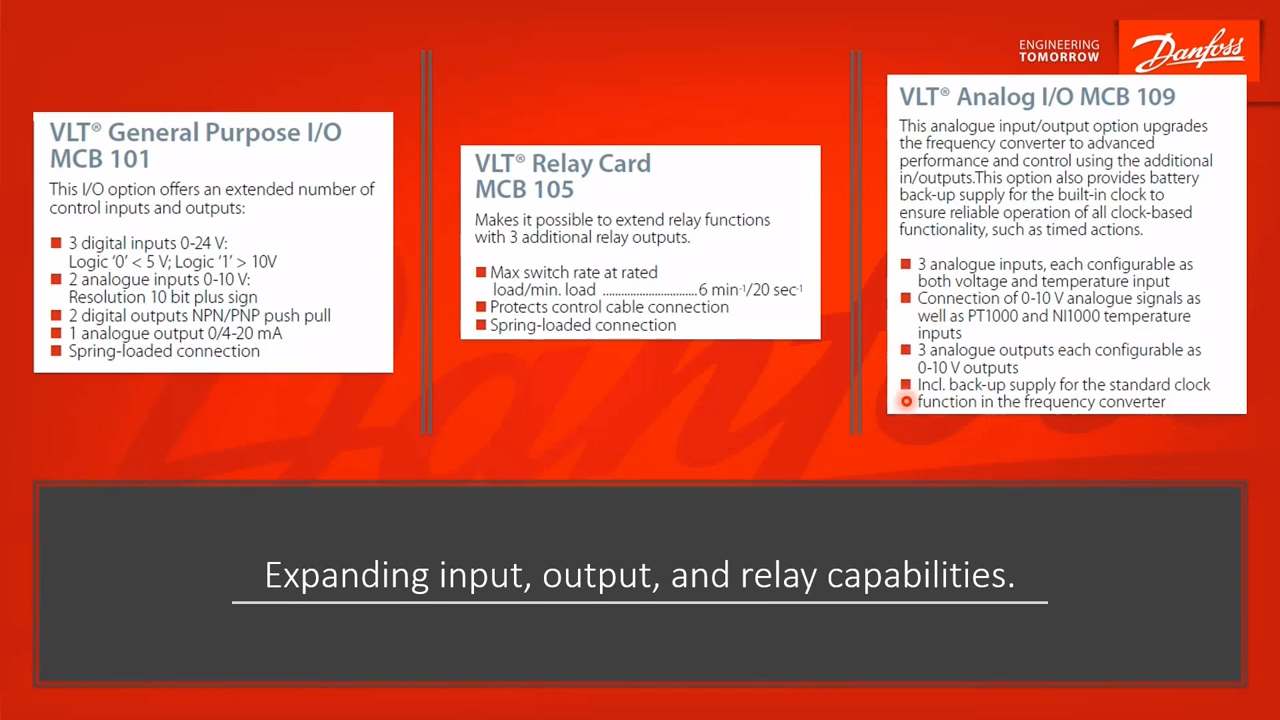 ENGINEERING
TOMORROW
Danfoss
VLT® General Purpose I/O
MCB 101
This I/O option offers an extended number of
control inputs and outputs:
3 digital inputs 0-24 V:
Logic ‘0’ < 5 V; Logic ‘1’ > 10V
2 analogue inputs 0-10 V:
Resolution 10 bit plus sign
2 digital outputs NPN/PNP push pull
1 analogue output 0/4-20 mA
Spring-loaded connection
VLT® Relay Card
MCB 105
Makes it possible to extend relay functions
with 3 additional relay outputs.
Max switch rate at rated
load/min. load ................................6 min-¹/20 sec-¹
Protects control cable connection
Spring-loaded connection
VLT® Analog I/O MCB 109
This analogue input/output option upgrades
the frequency converter to advanced
performance and control using the additional
in/outputs.This option also provides battery
back-up supply for the built-in clock to
ensure reliable operation of all clock-based
functionality, such as timed actions.
3 analogue inputs, each configurable as
both voltage and temperature input
Connection of 0-10 V analogue signals as
well as PT1000 and NI1000 temperature
inputs
3 analogue outputs each configurable as
0-10 V outputs
Incl. back-up supply for the standard clock
function in the frequency converter
Expanding input, output, and relay capabilities.